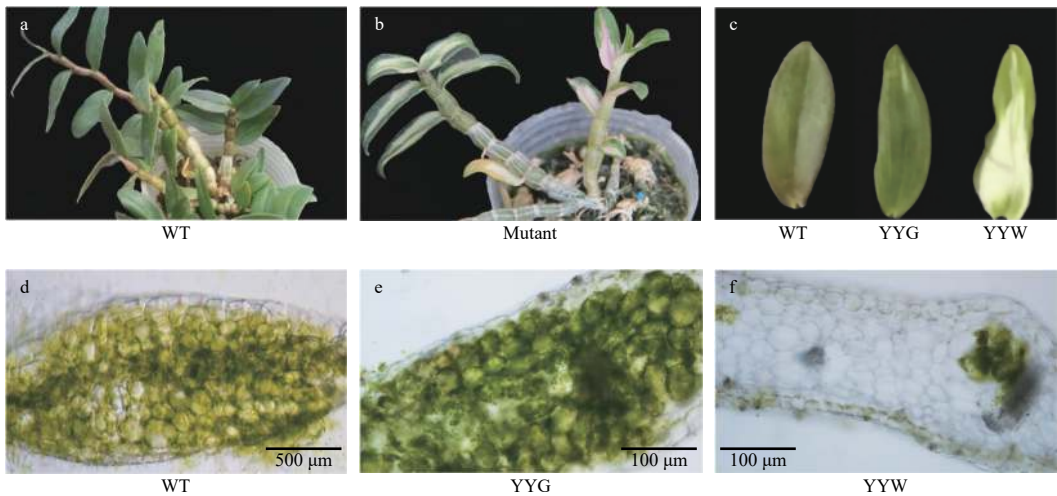 a
b
c
WT
Mutant
WT
YYG
YYW
d
e
f
500 μm
100 μm
100 μm
WT
YYG
YYW